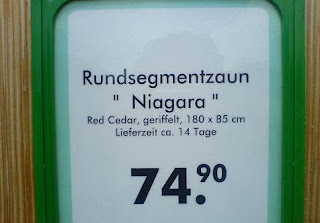 Rundsegmentzaun
" Niagara "
Red Cedar, geriffelt, 180 x 85 cm
Lieferzeit ca. 14 Tage
74.90